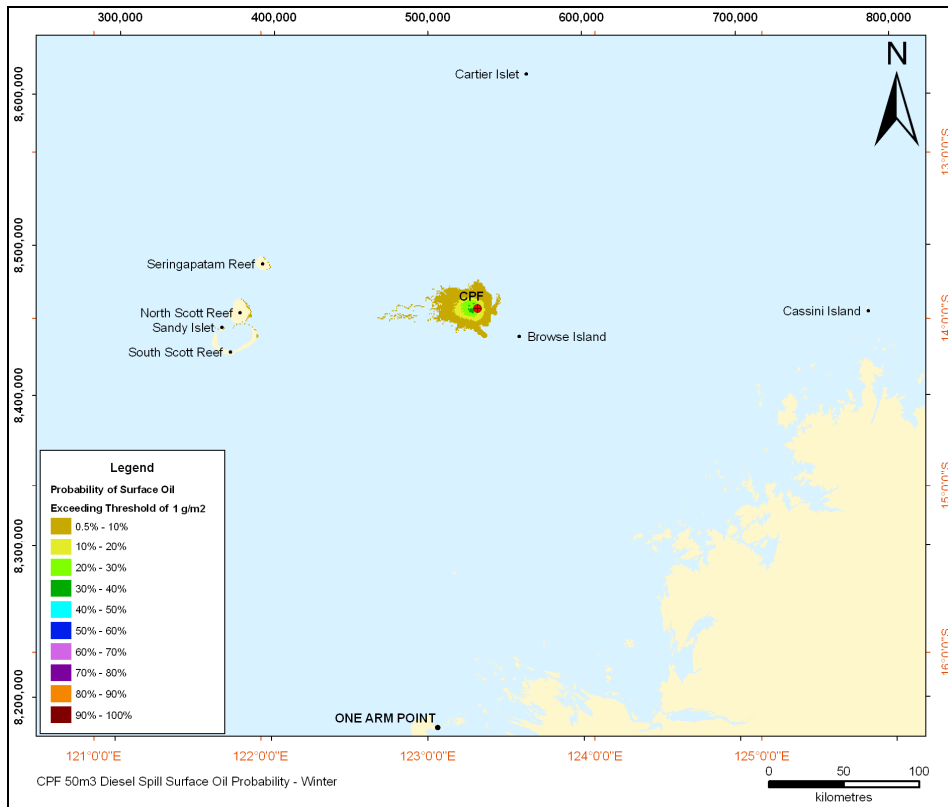 300,000 400,000 500,000 600,000 700,000 800,000
N
8,600,000
8,500,000
8,400,000
8,300,000
8,200,000
13°0'0"S
14°0'0"S
15°0'0"S
16°0'0"S
Cartier Islet
Seringapatam Reef
CPF
North Scott Reef
Sandy Islet
South Scott Reef
Browse Island
Cassini Island
Legend
Probability of Surface Oil
Exceeding Threshold of 1 g/m2
0.5% - 10%
10% - 20%
20% - 30%
30% - 40%
40% - 50%
50% - 60%
60% - 70%
70% - 80%
80% - 90%
90% - 100%
ONE ARM POINT
121°0'0"E 122°0'0"E 123°0'0"E 124°0'0"E 125°0'0"E
CPF 50m3 Diesel Spill Surface Oil Probability - Winter
0 50 100
kilometres